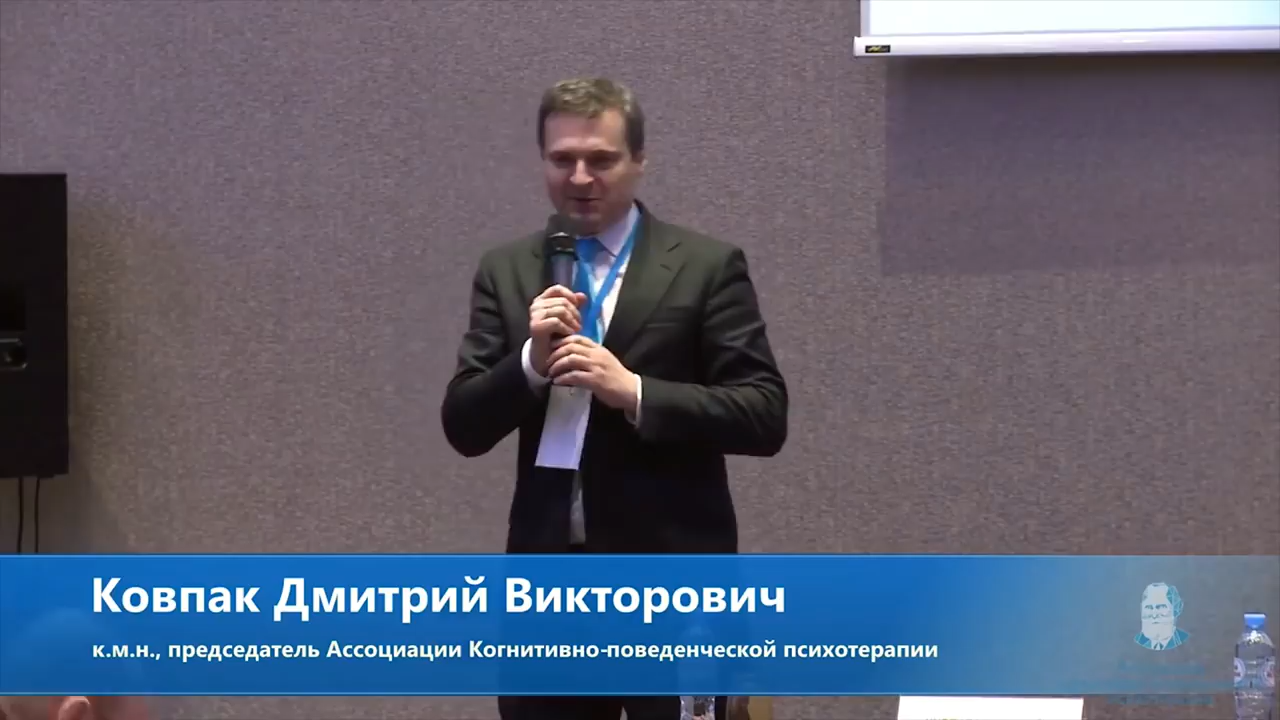 Ковпак Дмитрий Викторович
к.м.н., председатель Ассоциации Когнитивно-поведенческой психотерапии